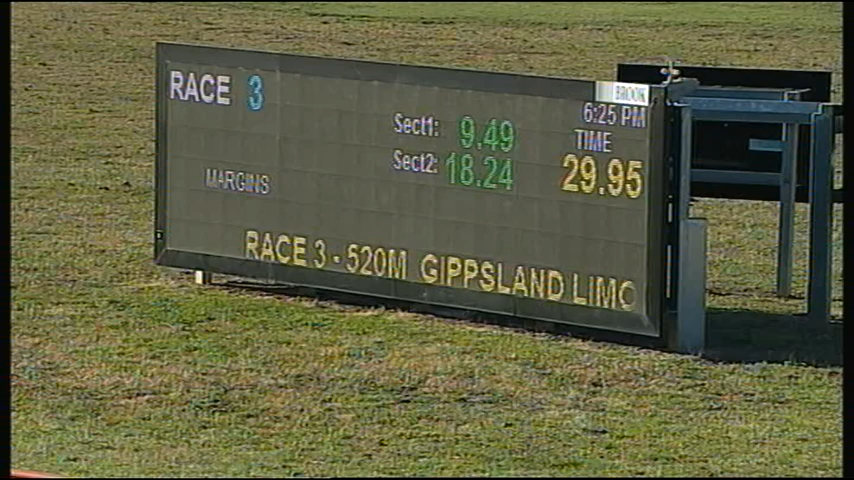 RACE 3
BROOK
6:25 PM
Sect1: 9.49
TIME
Sect2: 18.24
29.95
MARGINS
RACE 3 - 520M GIPPSLAND LIMO